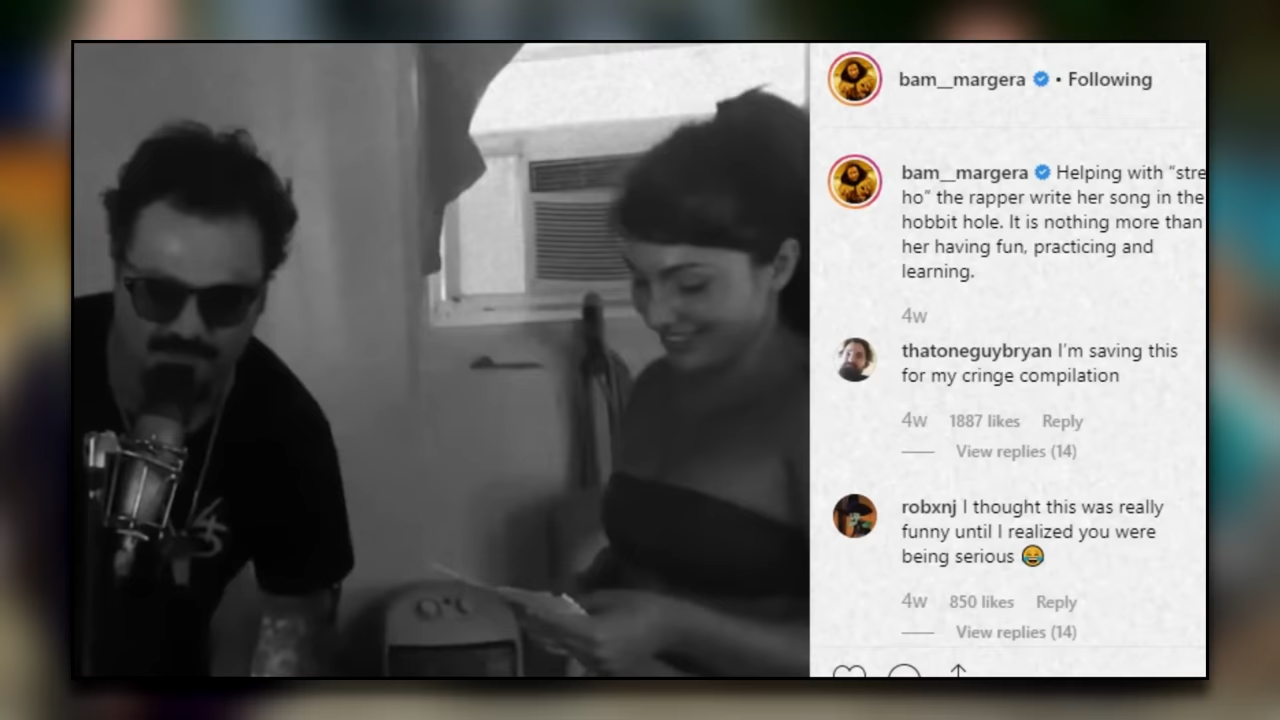 bam__margera • Following
bam__margera Helping with “stre
ho” the rapper write her song in the
hobbit hole. It is nothing more than
her having fun, practicing and
learning.
4w
thatoneguybryan I'm saving this
for my cringe compilation
4w 1887 likes Reply
View replies (14)
robxnj I thought this was really
funny until I realized you were
being serious 😂
4w 850 likes Reply
View replies (14)